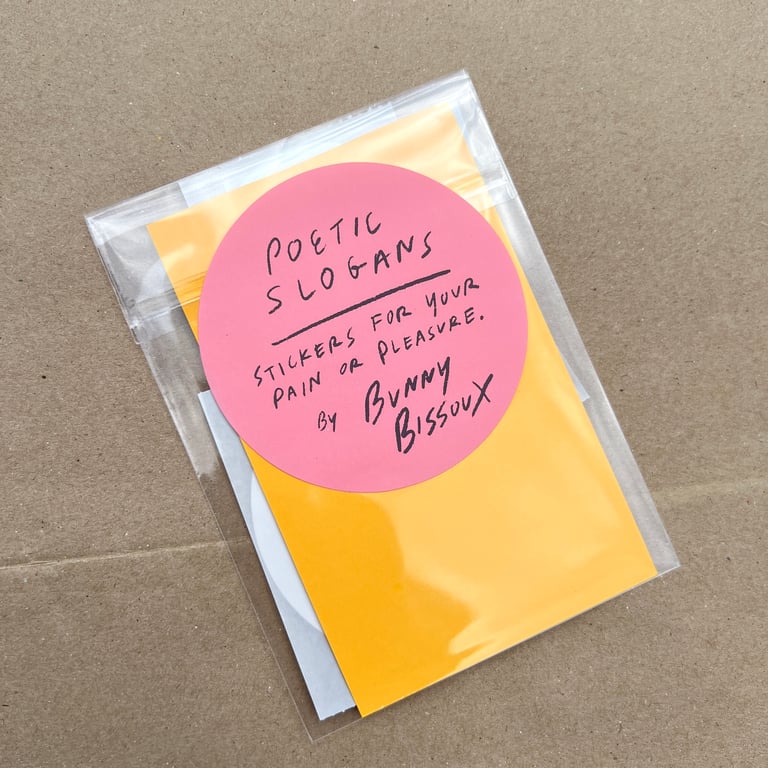 POETIC
SLOGANS
STICKERS FOR YOUR
PAIN OR PLEASURE.
BY BUNNY
BISSOUX